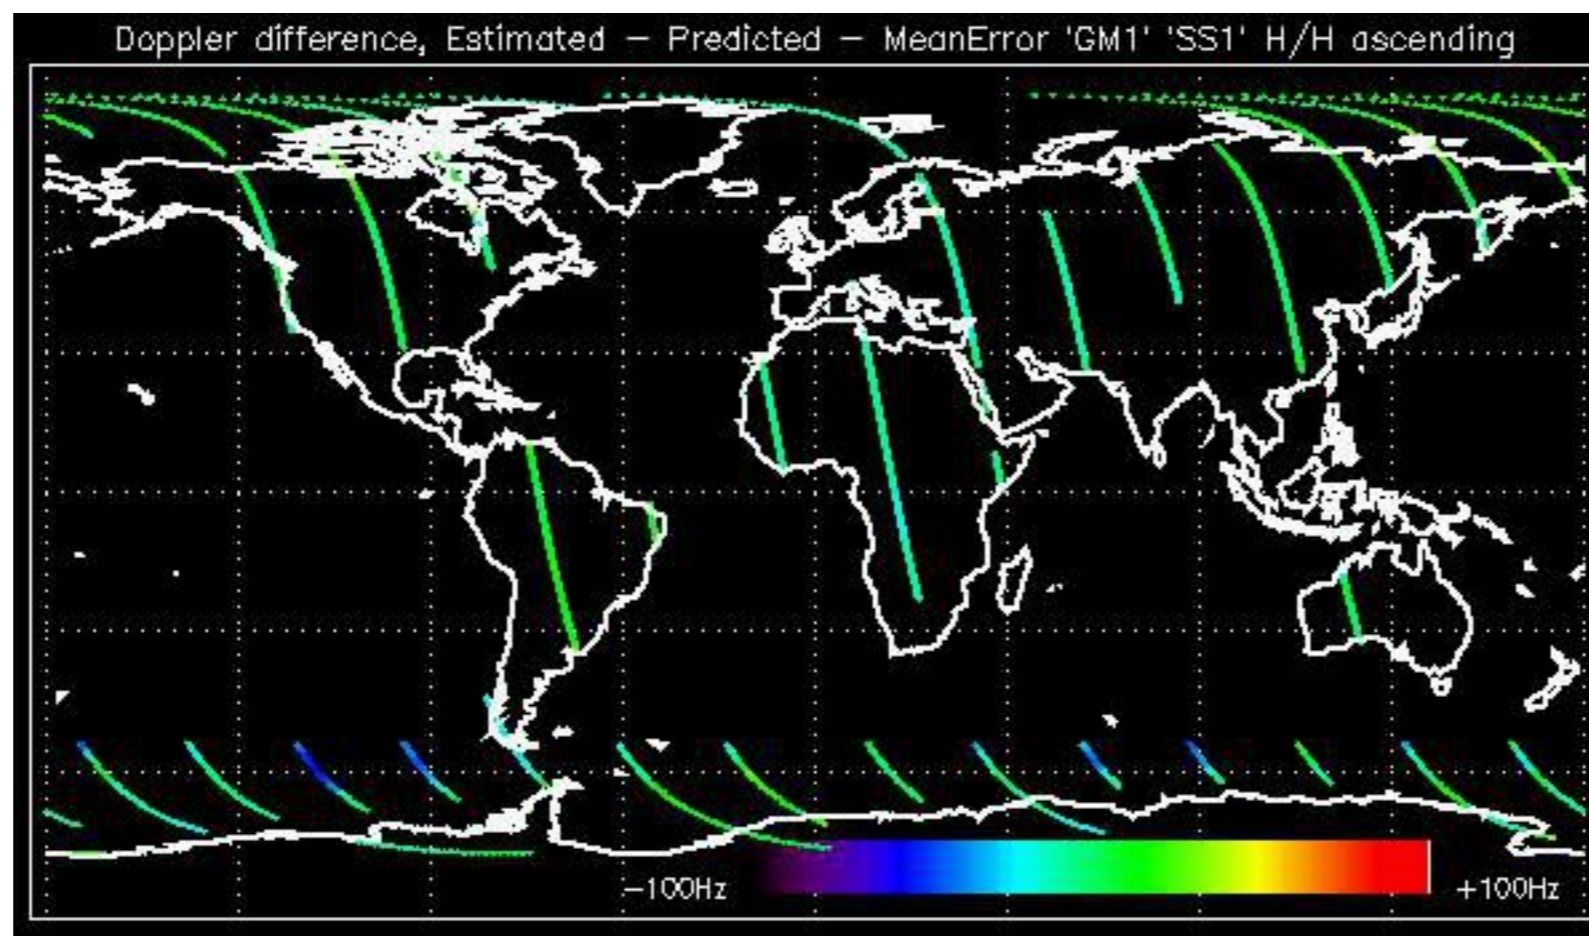 Doppler difference, Estimated – Predicted – MeanError 'GM1' 'SS1' H/H ascending
–100Hz +100Hz